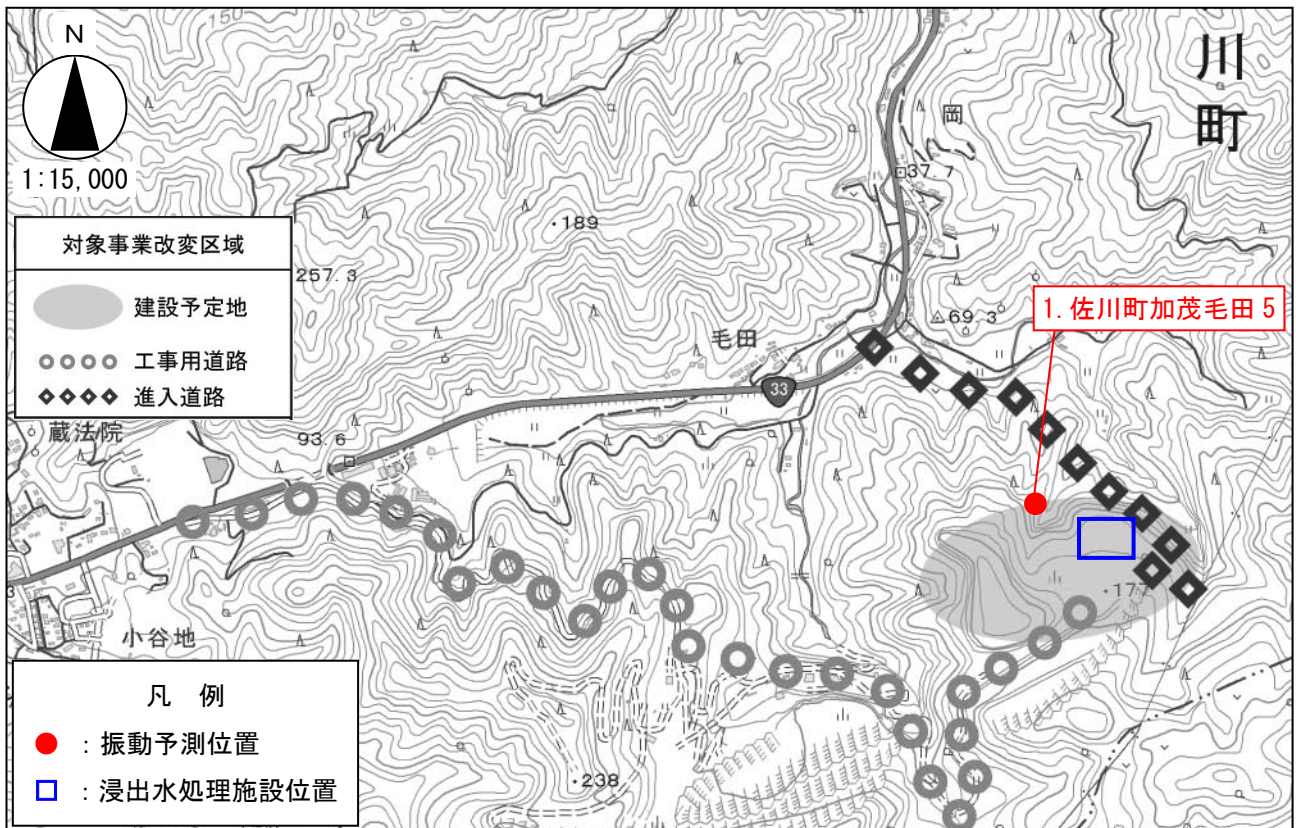 N
1:15,000
対象事業改変区域
建設予定地
工事用道路
進入道路
凡 例
：振動予測位置
：浸出水処理施設位置
1. 佐川町加茂毛田 5
川町
岡
37.7
150
・189
257.3
69.3
毛田
33
93.6
蔵法院
小谷地
・177
・238